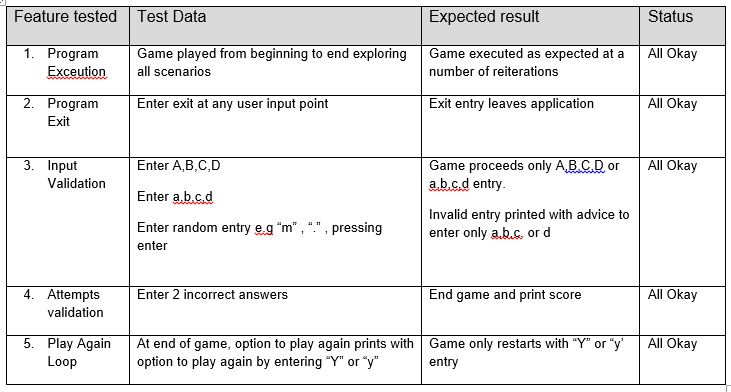 Feature tested Test Data Expected result Status
1. Program Game played from beginning to end exploring Game executed as expected at a All Okay
Exceution all scenarios number of reiterations
2. Program Enter exit at any user input point Exit entry leaves application All Okay
Exit
3. Input Enter A,B,C,D Game proceeds only A,B,C,D or All Okay
Validation a,b,c,d entry.
Enter a,b,c,d
Invalid entry printed with advice to
Enter random entry e.g “m” , “.” , pressing enter only a,b,c, or d
enter
4. Attempts Enter 2 incorrect answers End game and print score All Okay
validation
5. Play Again At end of game, option to play again prints with Game only restarts with “Y” or “y’ All Okay
Loop option to play again by entering “Y” or “y” entry